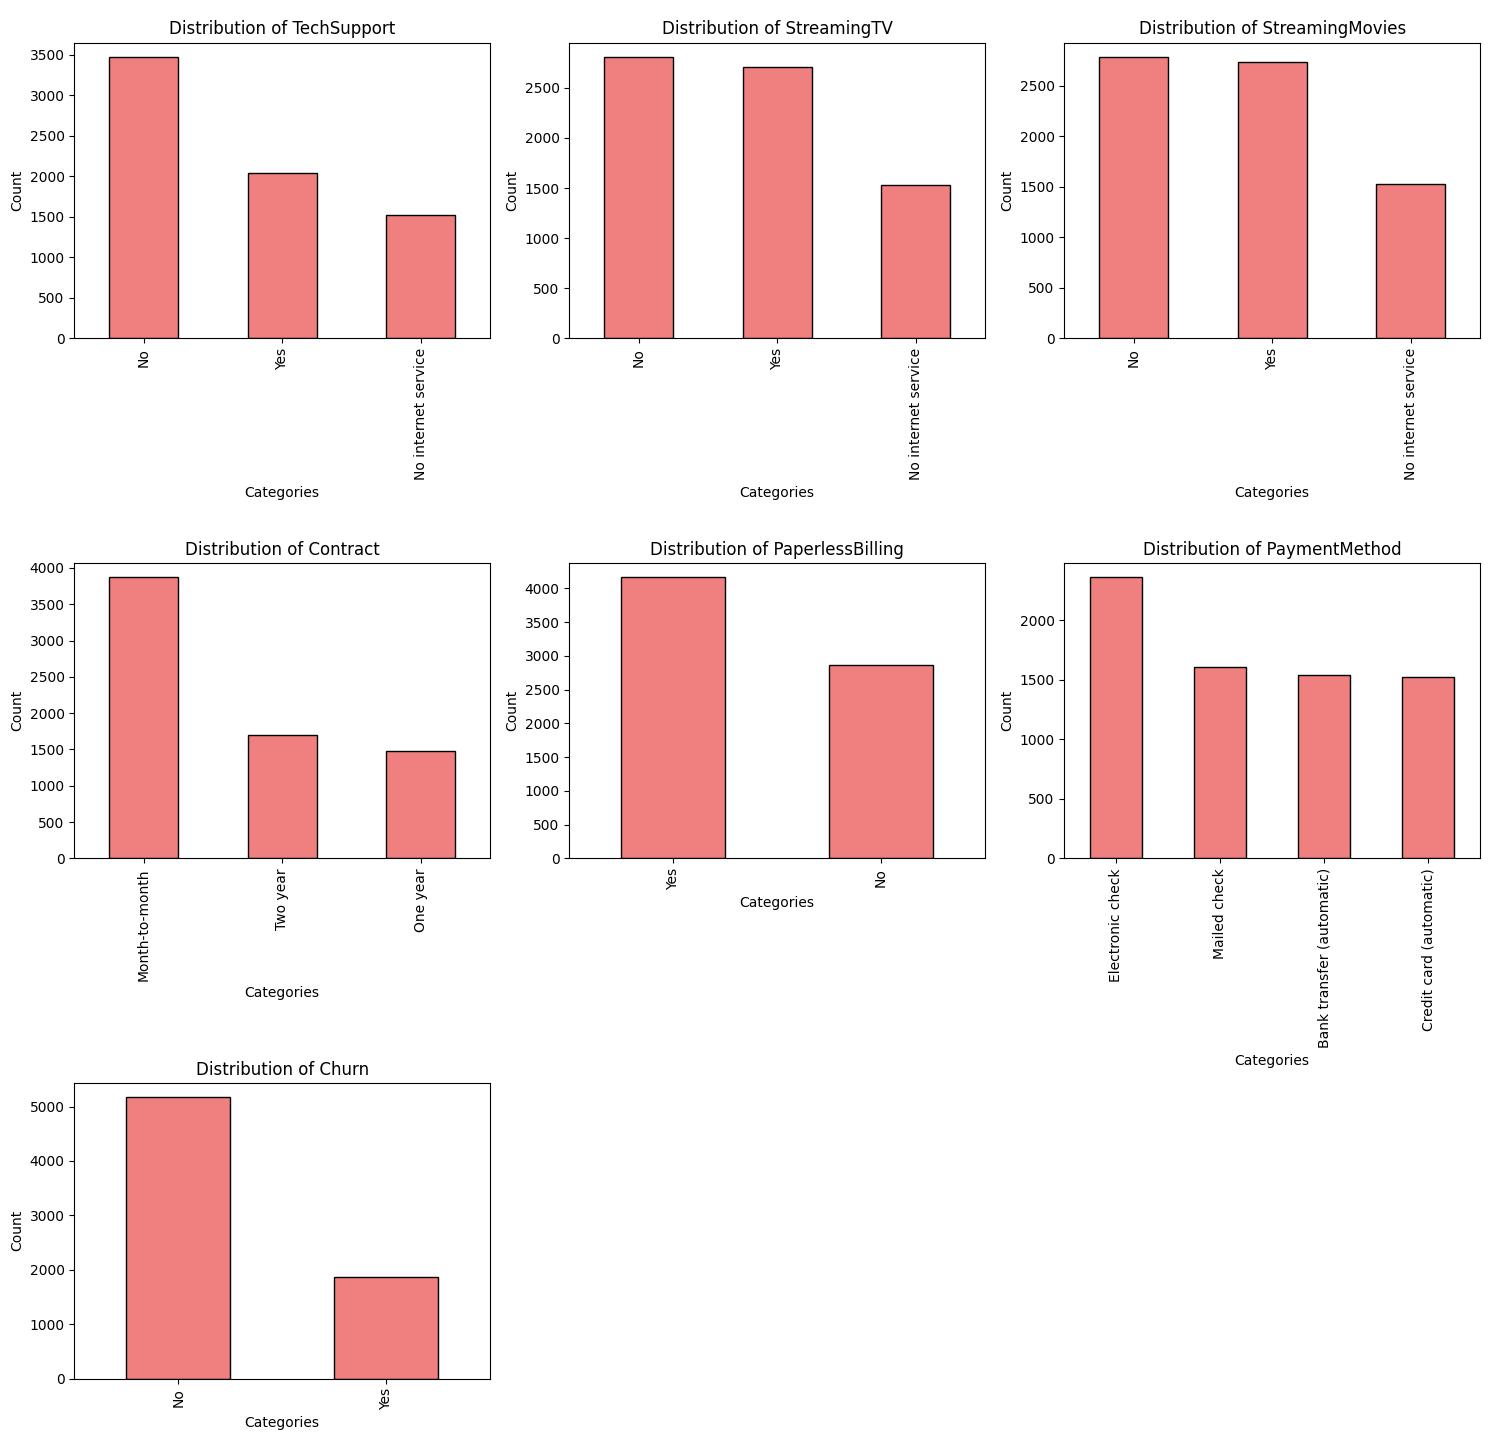 Distribution of TechSupport
3500
3000
2500
2000
1500
1000
500
0
Count
No
Yes
No internet service
Categories
Distribution of StreamingTV
2500
2000
1500
1000
500
0
Count
No
Yes
No internet service
Categories
Distribution of StreamingMovies
2500
2000
1500
1000
500
0
Count
No
Yes
No internet service
Categories
Distribution of Contract
4000
3500
3000
2500
2000
1500
1000
500
0
Count
Month-to-month
Two year
One year
Categories
Distribution of PaperlessBilling
4000
3500
3000
2500
2000
1500
1000
500
0
Count
Yes
No
Categories
Distribution of PaymentMethod
2000
1500
1000
500
0
Count
Electronic check
Mailed check
Bank transfer (automatic)
Credit card (automatic)
Categories
Distribution of Churn
5000
4000
3000
2000
1000
0
Count
No
Yes
Categories